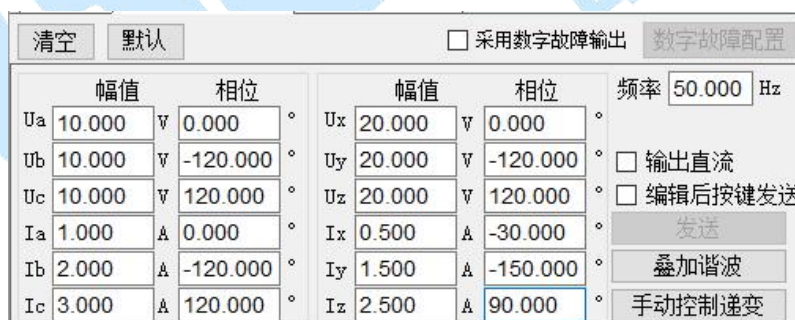 清空 默认 采用数字故障输出 数字故障配置
幅值 相位 幅值 相位 频率 50.000 Hz
Ua 10.000 V 0.000 ° Ux 20.000 V 0.000 °
Ub 10.000 V -120.000 ° Uy 20.000 V -120.000 ° 输出直流
Uc 10.000 V 120.000 ° Uz 20.000 V 120.000 ° 编辑后按键发送
Ia 1.000 A 0.000 ° Ix 0.500 A -30.000 ° 发送
Ib 2.000 A -120.000 ° Iy 1.500 A -150.000 ° 叠加谐波
Ic 3.000 A 120.000 ° Iz 2.500 A 90.000 ° 手动控制递变